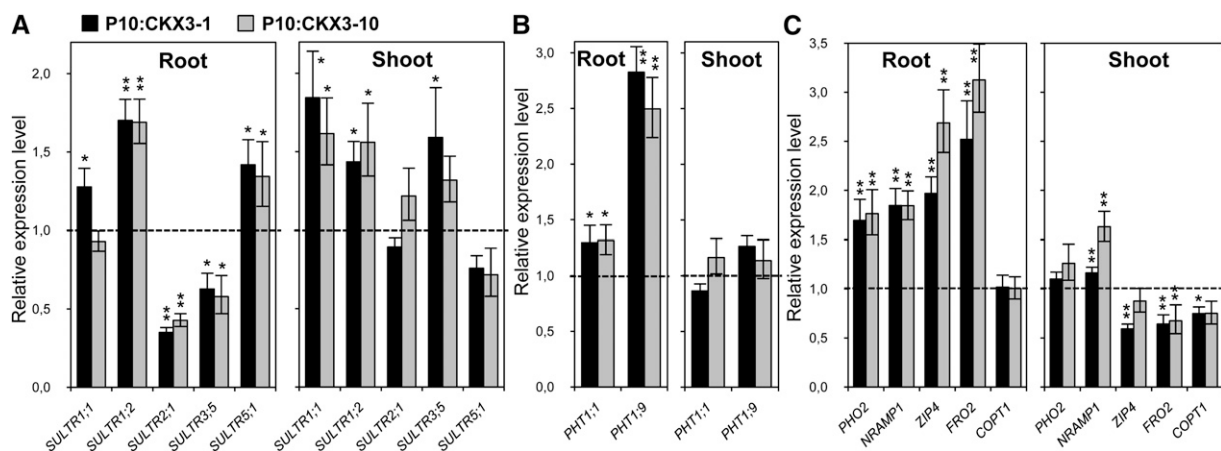 A P10:CKX3-1 P10:CKX3-10
Root Shoot
Relative expression level
2,0
1,5
1,0
0,5
0,0
* ** ** ** ** * * * *
* * * * *
SULTR1;1 SULTR1;2 SULTR2;1 SULTR3;5 SULTR5;1
SULTR1:1 SULTR1;2 SULTR2;1 SULTR3;5 SULTR5;1
B
Root Shoot
Relative expression level
3,0
2,5
2,0
1,5
1,0
0,5
0,0
* * ** **
PHT1;1 PHT1;9
PHT1;1 PHT1;9
C
Root Shoot
Relative expression level
3,5
3,0
2,5
2,0
1,5
1,0
0,5
0,0
** ** ** ** ** ** ** **
** ** ** ** ** *
PHO2 NRAMP1 ZIP4 FRO2 COPT1
PHO2 NRAMP1 ZIP4 FRO2 COPT1